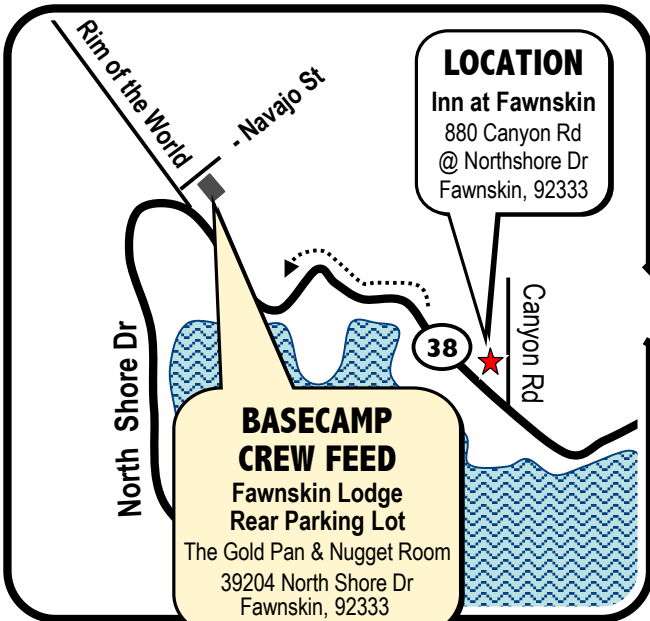 Rim of the World
- Navajo St
LOCATION
Inn at Fawnskin
880 Canyon Rd
@ Northshore Dr
Fawnskin, 92333
North Shore Dr
38
Canyon Rd
BASECAMP
CREW FEED
Fawnskin Lodge
Rear Parking Lot
The Gold Pan & Nugget Room
39204 North Shore Dr
Fawnskin, 92333